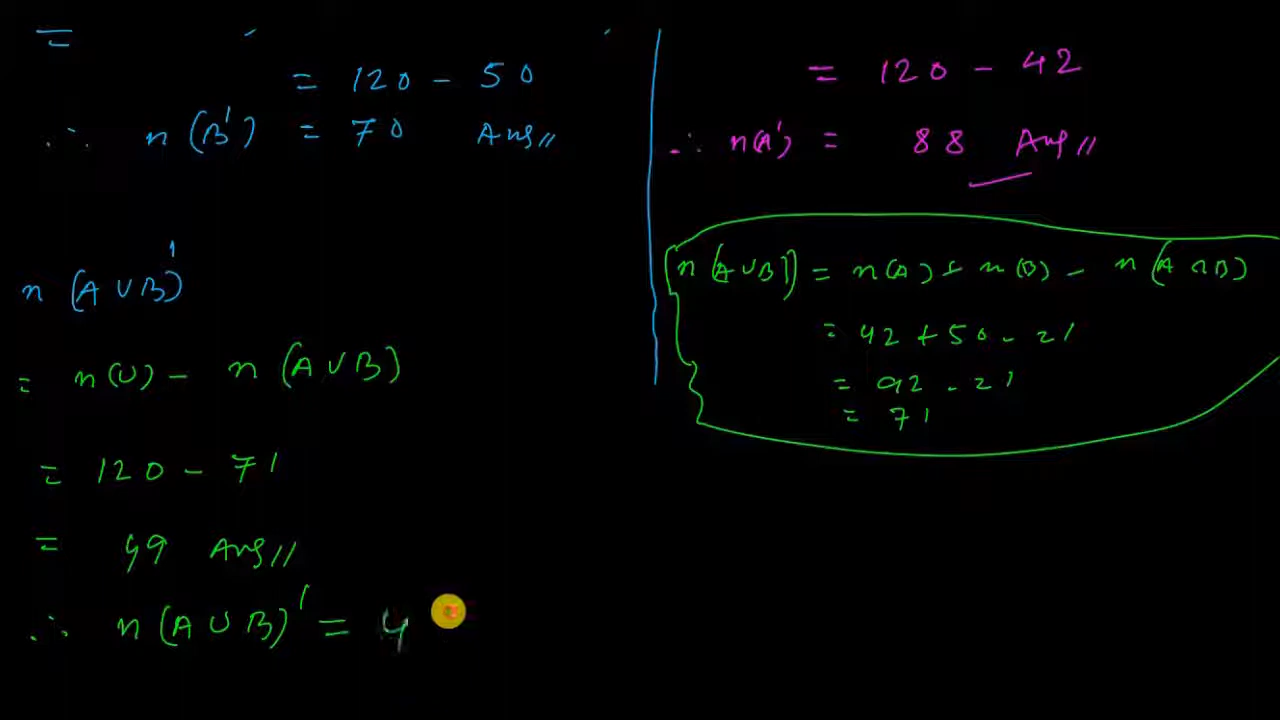 = 120 - 50
∴ n(B') = 70 Ans//
= 120 - 42
∴ n(A') = 88 Ans//
n(A∪B)'
= n(U) - n(A∪B)
= 120 - 71
= 49 Ans//
∴ n(A∪B)' = 4
n(A∪B) = n(A) + n(B) - n(A∩B)
= 42 + 50 - 21
= 92 - 21
= 71